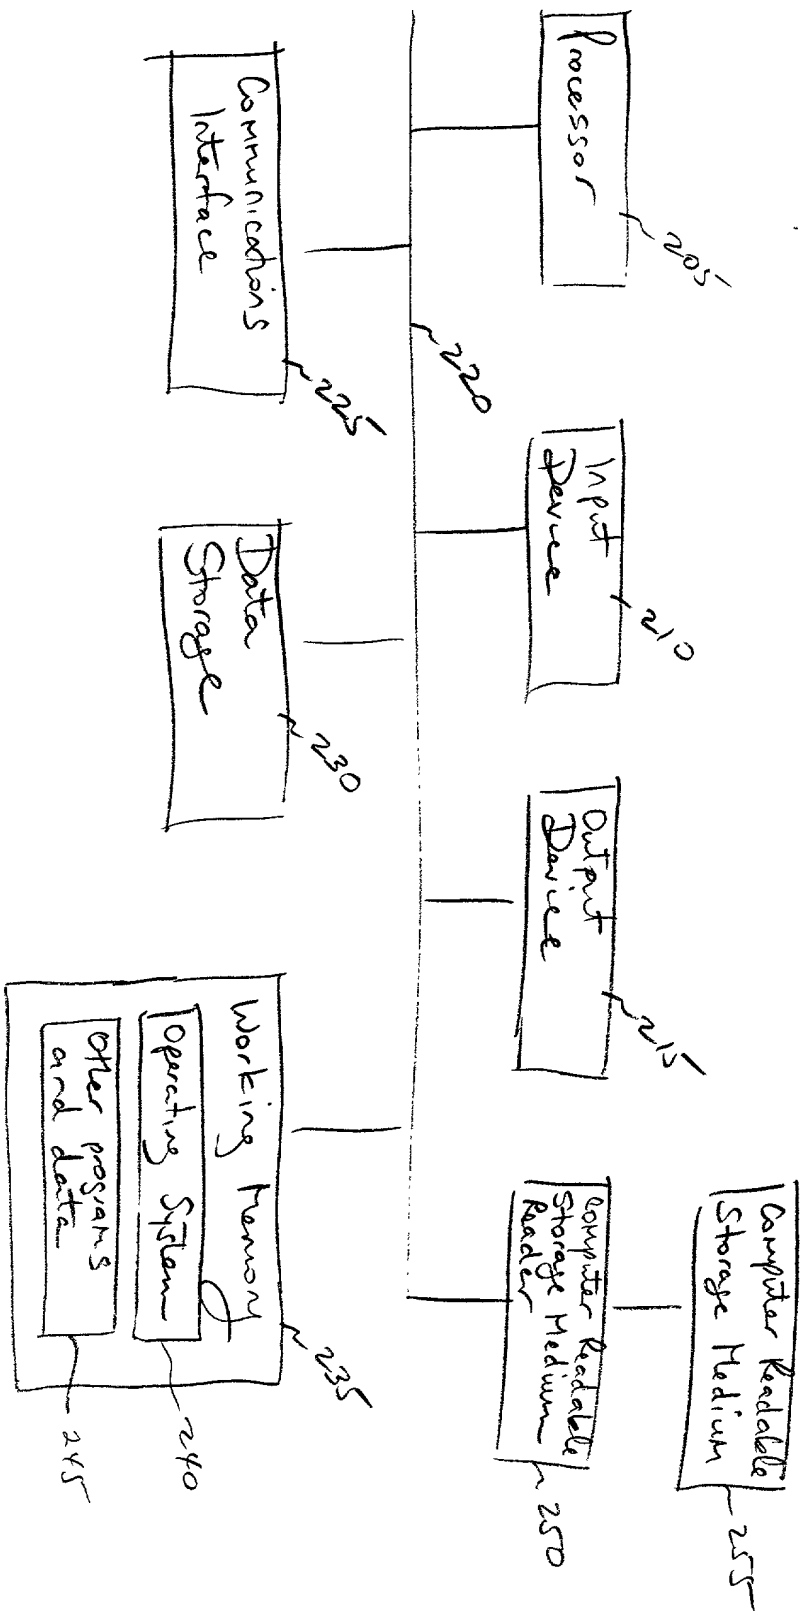 Computer Readable
Storage Medium
255
Processor
205
Input
Device
210
Output
Device
215
Computer Readable
Storage Medium
Reader
250
220
Communications
Interface
225
Data
Storage
230
Working Memory
235
Operating System
240
Other programs
and data
245